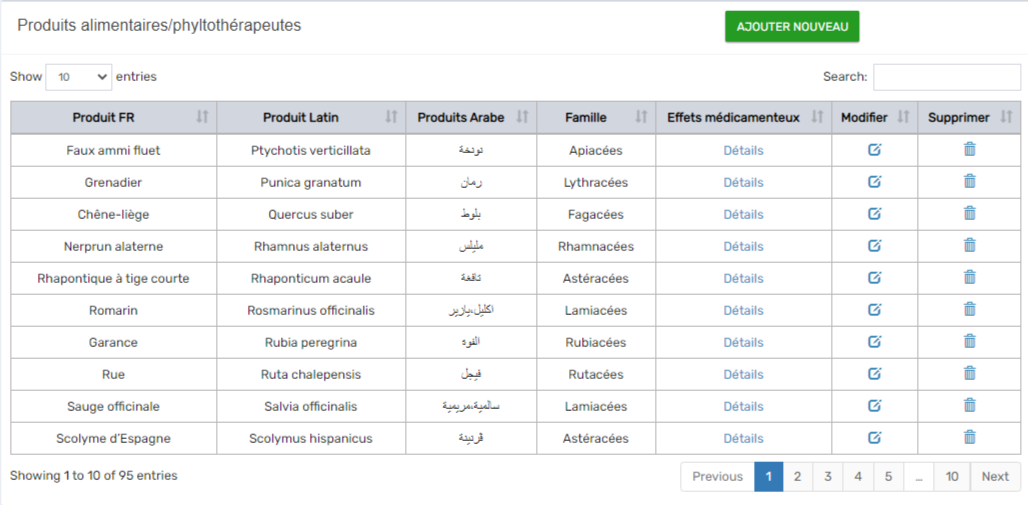 Produits alimentaires/phyltothérapeutes AJOUTER NOUVEAU
Show 10 entries Search:
Produit FR Produit Latin Produits Arabe Famille Effets médicamenteux Modifier Supprimer
Faux ammi fluet Ptychotis verticillata نونخة Apiacées Détails
Grenadier Punica granatum رمان Lythracées Détails
Chêne-liège Quercus suber بلوط Fagacées Détails
Nerprun alaterne Rhamnus alaternus مليلس Rhamnacées Détails
Rhapontique à tige courte Rhaponticum acaule تافغة Astéracées Détails
Romarin Rosmarinus officinalis اكليل،يازير Lamiacées Détails
Garance Rubia peregrina الفوه Rubiacées Détails
Rue Ruta chalepensis فيجل Rutacées Détails
Sauge officinale Salvia officinalis سالمية،مريمية Lamiacées Détails
Scolyme d’Espagne Scolymus hispanicus ڨرنينة Astéracées Détails
Showing 1 to 10 of 95 entries Previous 1 2 3 4 5 … 10 Next